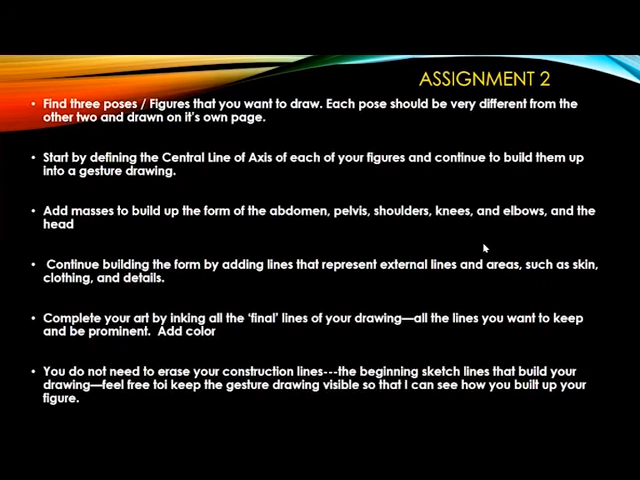 ASSIGNMENT 2
• Find three poses / Figures that you want to draw. Each pose should be very different from the
other two and drawn on it's own page.
• Start by defining the Central Line of Axis of each of your figures and continue to build them up
into a gesture drawing.
• Add masses to build up the form of the abdomen, pelvis, shoulders, knees, and elbows, and the
head
• Continue building the form by adding lines that represent external lines and areas, such as skin,
clothing, and details.
• Complete your art by inking all the 'final' lines of your drawing—all the lines you want to keep
and be prominent. Add color
• You do not need to erase your construction lines---the beginning sketch lines that build your
drawing—feel free toi keep the gesture drawing visible so that I can see how you built up your
figure.